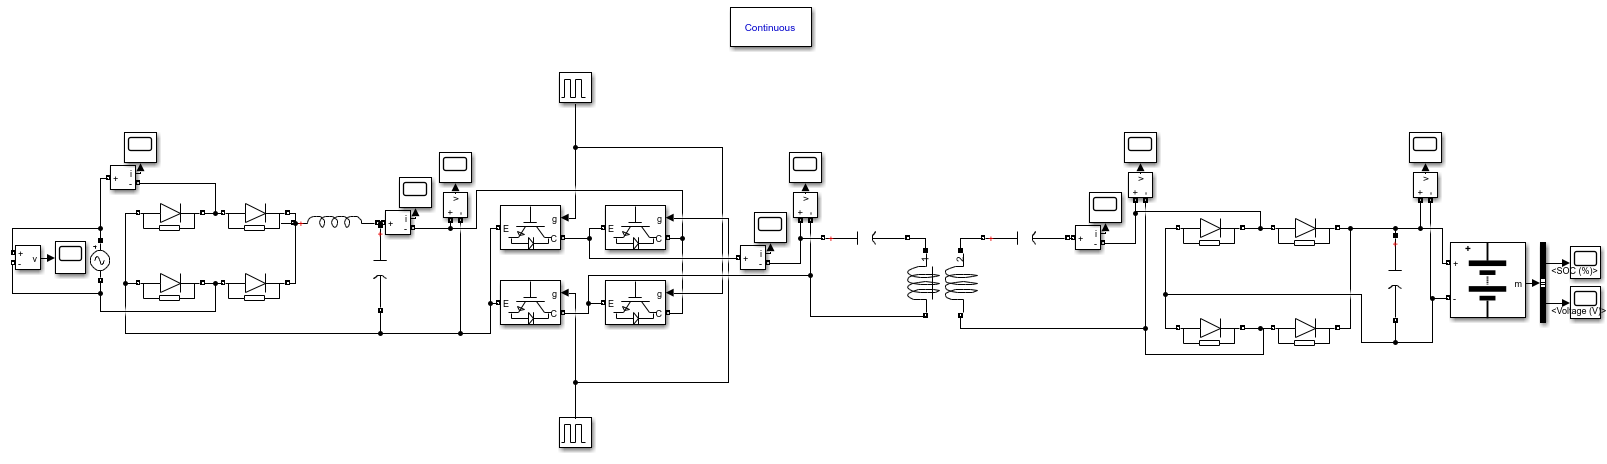 Continuous
i
+
-
i
+
-
v
+
-
g
E
C
g
E
C
v
+
-
i
+
-
v
+
-
i
+
-
v
+
-
+
-
v
+
g
E
C
g
E
C
1
2
+
+
-
m
<SOC (%)>
<Voltage (V)>